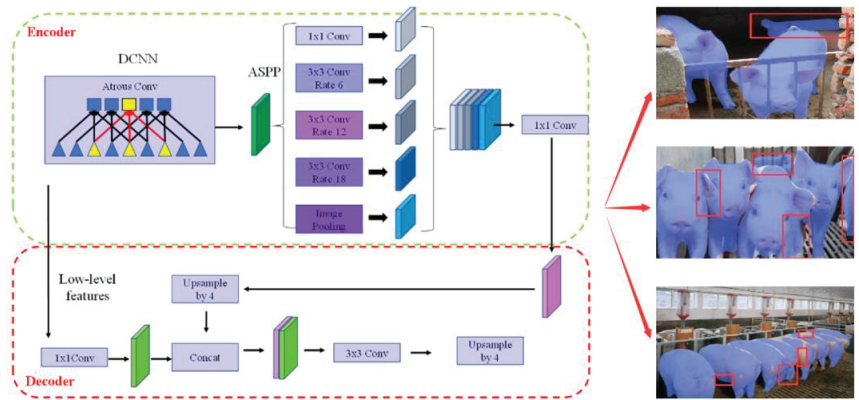 Encoder
DCNN
Atrous Conv
ASPP
1x1 Conv
3x3 Conv
Rate 6
3x3 Conv
Rate 12
3x3 Conv
Rate 18
Image
Pooling
1x1 Conv
Low-level
features
Upsample
by 4
1x1Conv
Concat
3x3 Conv
Upsample
by 4
Decoder